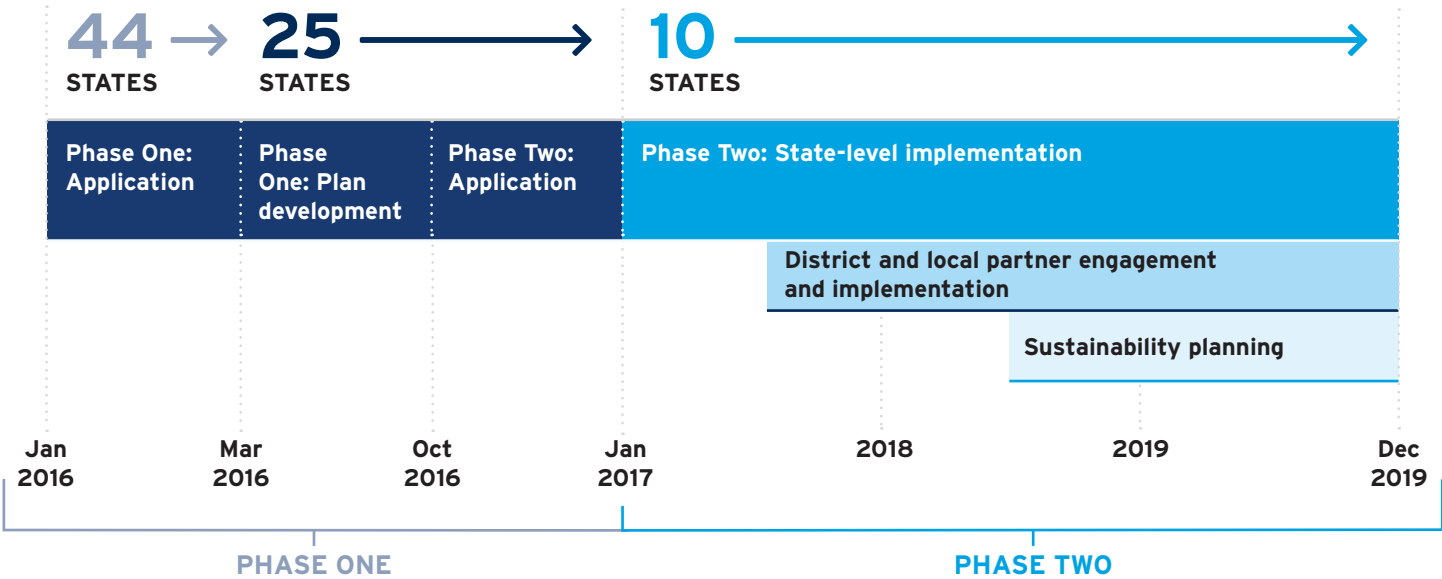 44
STATES
25
STATES
10
STATES
Phase One:
Application
Phase
One: Plan
development
Phase Two:
Application
Phase Two: State-level implementation
District and local partner engagement
and implementation
Sustainability planning
Jan
2016
Mar
2016
Oct
2016
Jan
2017
2018
2019
Dec
2019
PHASE ONE
PHASE TWO